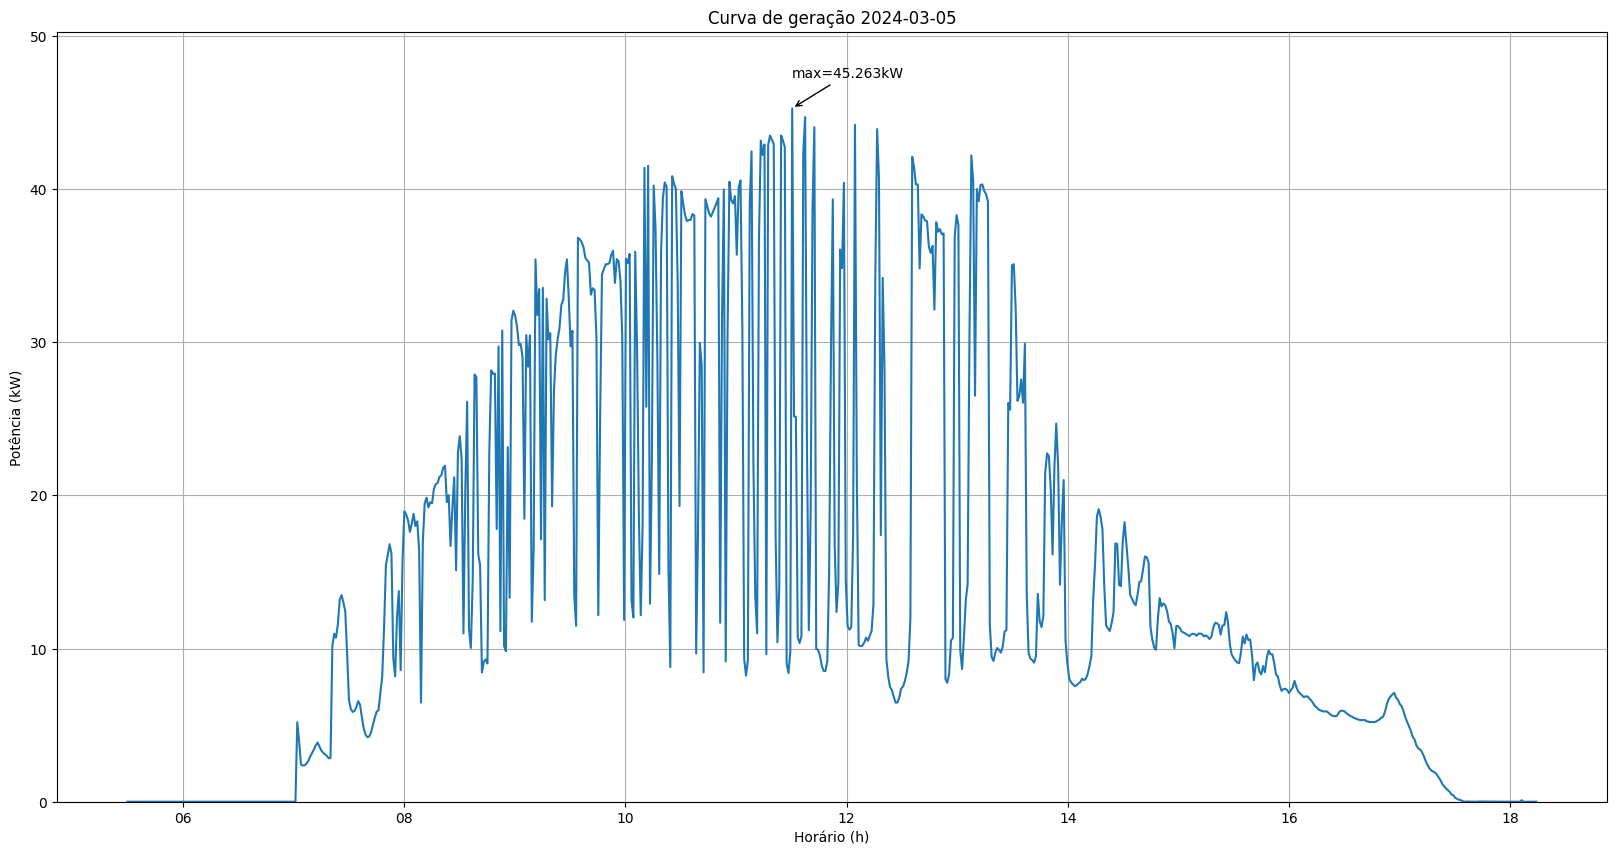 Curva de geração 2024-03-05
max=45.263kW
Potência (kW)
50
40
30
20
10
0
06 08 10 12 14 16 18
Horário (h)